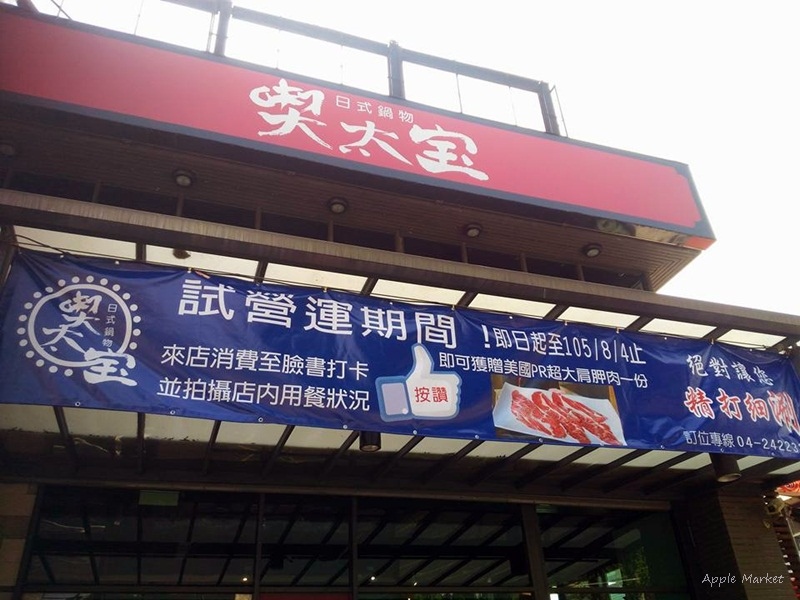 日式鍋物
喫太宝
試營運期間!
即日起至105/8/4止
來店消費至臉書打卡
並拍攝店內用餐狀況
按讚
即可獲贈美國PR超大肩胛肉一份
絕對讓您
精打細涮
訂位專線 04-2422
日式鍋物
喫太宝
Apple Market